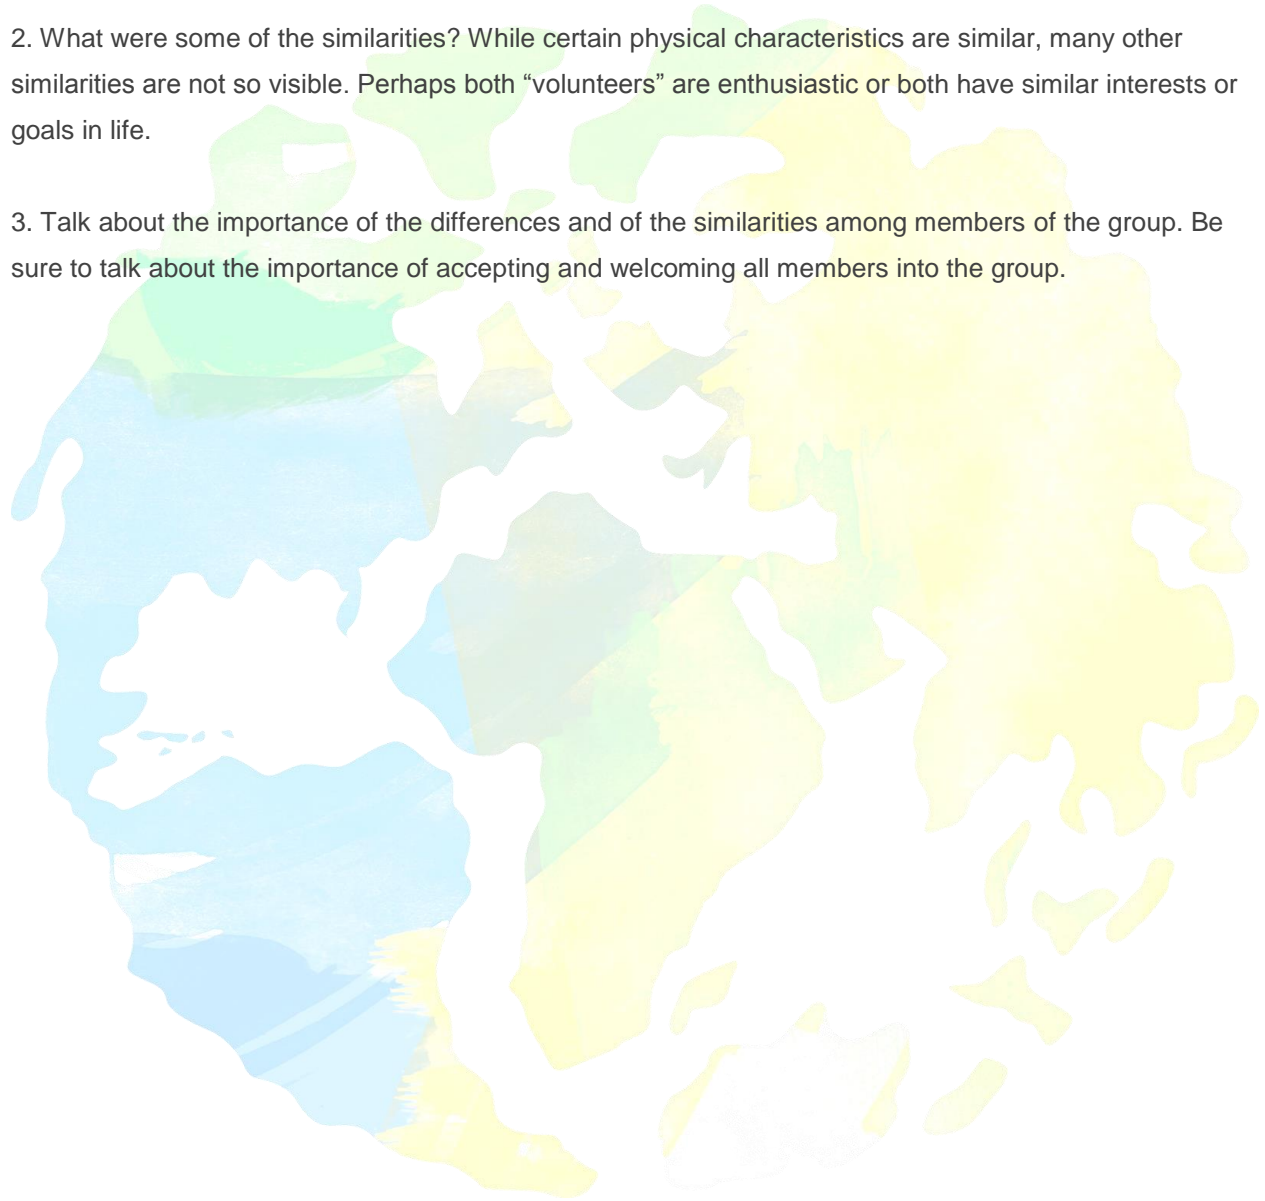 2. What were some of the similarities? While certain physical characteristics are similar, many other
similarities are not so visible. Perhaps both “volunteers” are enthusiastic or both have similar interests or
goals in life.
3. Talk about the importance of the differences and of the similarities among members of the group. Be
sure to talk about the importance of accepting and welcoming all members into the group.